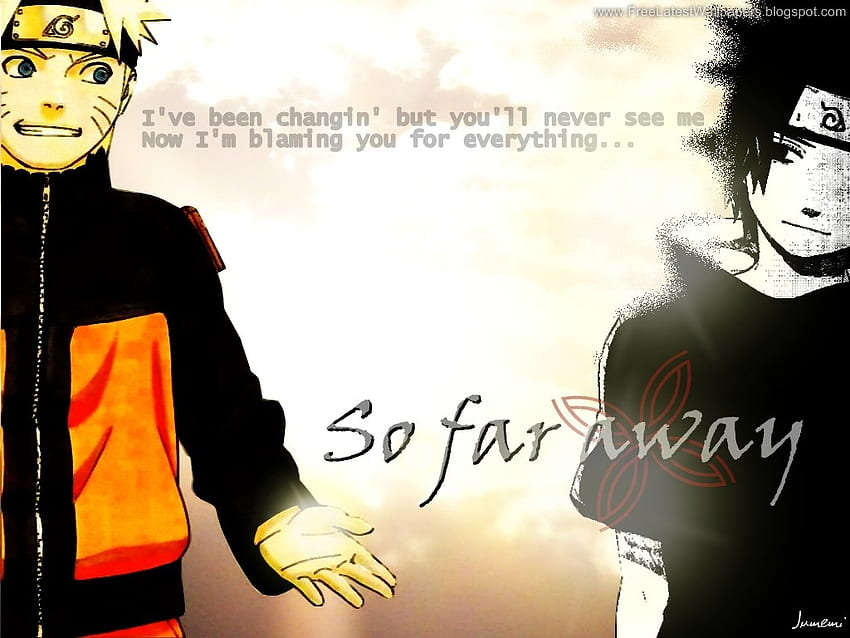 www.FreeLatestWallpapers.blogspot.com
I've been changin' but you'll never see me
Now I'm blaming you for everything...
So far away